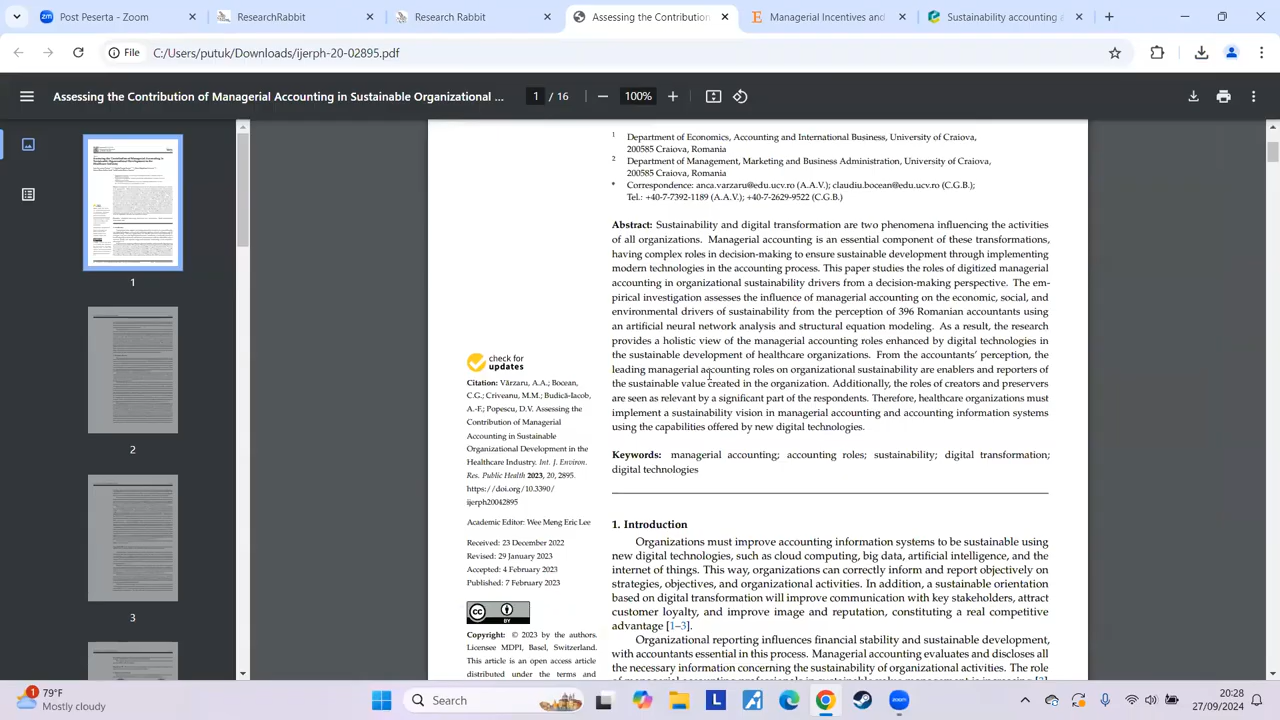 Post Perte - Zoom
ResearchRabbit
Research Rabbit
Assessing the Contribution
Managerial Incentives and
Sustainability accounting
File
C:/Users/putuk/Downloads/ijerph-20-02895.pdf
Assessing the Contribution of Managerial Accounting in Sustainable Organizational ...
1 / 16
100%
1
2
3
1 Department of Economics, Accounting and International Business, University of Craiova,
200585 Craiova, Romania
2 Department of Management, Marketing and Business Administration, University of Craiova,
200585 Craiova, Romania
* Correspondence: anca.varzaru@edu.ucv.ro (A.A.V.); claudiu.bocean@edu.ucv.ro (C.G.B.);
Tel.: +40-7-7392-1189 (A.A.V.); +40-7-2629-9522 (C.G.B.)
Abstract: Sustainability and digital transformation are two phenomena influencing the activities
of all organizations. Managerial accounting is an essential component of these transformations,
having complex roles in decision-making to ensure sustainable development through implementing
modern technologies in the accounting process. This paper studies the roles of digitized managerial
accounting in organizational sustainability drivers from a decision-making perspective. The em-
pirical investigation assesses the influence of managerial accounting on the economic, social, and
environmental drivers of sustainability from the perception of 396 Romanian accountants using
an artificial neural network analysis and structural equation modeling. As a result, the research
provides a holistic view of the managerial accounting roles enhanced by digital technologies in
the sustainable development of healthcare organizations. From the accountants' perception, the
leading managerial accounting roles on organizational sustainability are enablers and reporters of
the sustainable value created in the organization. Additionally, the roles of creators and preservers
are seen as relevant by a significant part of the respondents. Therefore, healthcare organizations must
implement a sustainability vision in managerial accounting and accounting information systems
using the capabilities offered by new digital technologies.
Keywords: managerial accounting; accounting roles; sustainability; digital transformation;
digital technologies
1. Introduction
Organizations must improve accounting information systems to be sustainable using
new digital technologies, such as cloud computing, big data, artificial intelligence, and the
internet of things. This way, organizations can correctly inform and report objectively on
strategies, objectives, and organizational activities. In addition, a sustainable orientation
based on digital transformation will improve communication with key stakeholders, attract
customer loyalty, and improve image and reputation, constituting a real competitive
advantage [1–3].
Organizational reporting influences financial stability and sustainable development,
with accountants essential in this process. Managerial accounting evaluates and discloses all
the necessary information concerning the sustainability of organizational activities. The role
check for
updates
Citation: Vărzaru, A.A.; Bocean,
C.G.; Criveanu, M.M.; Budică-Iacob,
A.-F.; Popescu, D.V. Assessing the
Contribution of Managerial
Accounting in Sustainable
Organizational Development in the
Healthcare Industry. Int. J. Environ.
Res. Public Health 2023, 20, 2895.
https://doi.org/10.3390/
ijerph20042895
Academic Editor: Wee Meng Eric Lee
Received: 23 December 2022
Revised: 29 January 2023
Accepted: 4 February 2023
Published: 7 February 2023
cc
BY
Copyright: © 2023 by the authors.
Licensee MDPI, Basel, Switzerland.
This article is an open access article
distributed under the terms and
1
79°F
Mostly cloudy
Search
20:28
27/09/2024